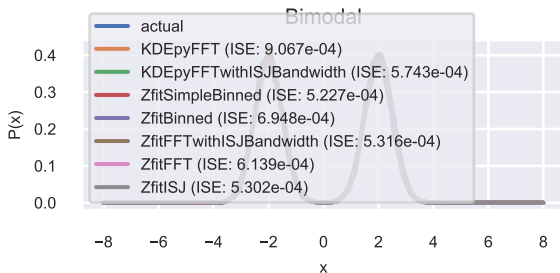 Bimodal
actual
KDEpyFFT (ISE: 9.067e-04)
KDEpyFFTwithISJBandwidth (ISE: 5.743e-04)
ZfitSimpleBinned (ISE: 5.227e-04)
ZfitBinned (ISE: 6.948e-04)
ZfitFFTwithISJBandwidth (ISE: 5.316e-04)
ZfitFFT (ISE: 6.139e-04)
ZfitISJ (ISE: 5.302e-04)
P(x)
0.4
0.3
0.2
0.1
0.0
−8 −6 −4 −2 0 2 4 6 8
x